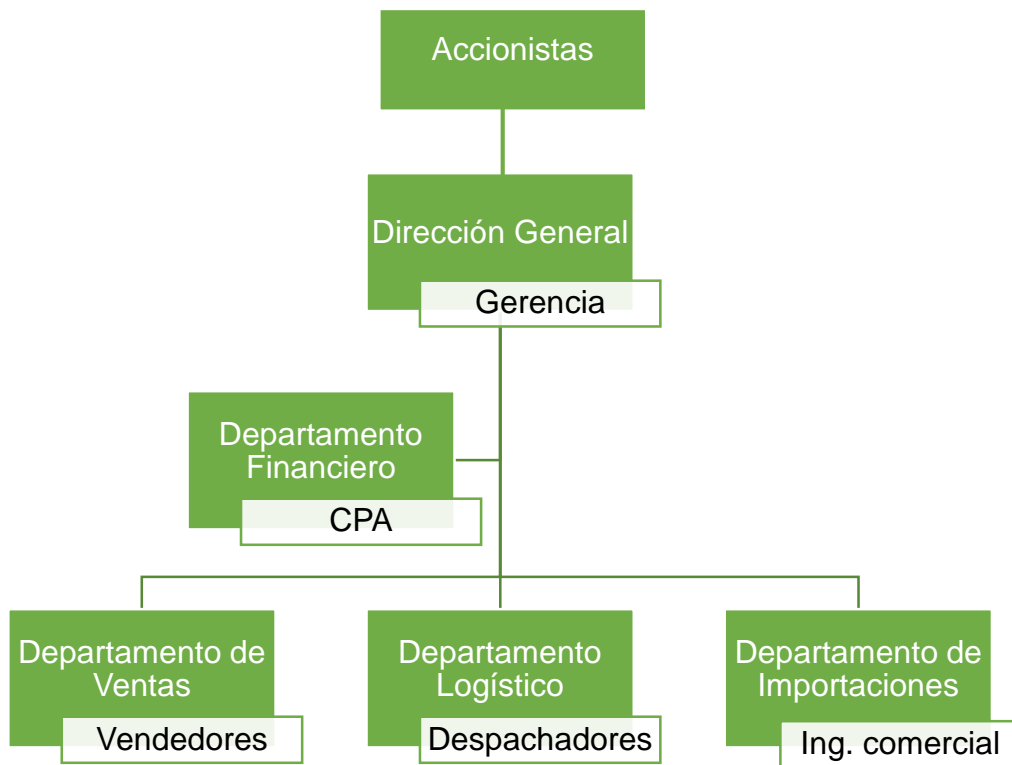 Accionistas
Dirección General
Gerencia
Departamento
Financiero
CPA
Departamento de
Ventas
Vendedores
Departamento
Logístico
Despachadores
Departamento de
Importaciones
Ing. comercial